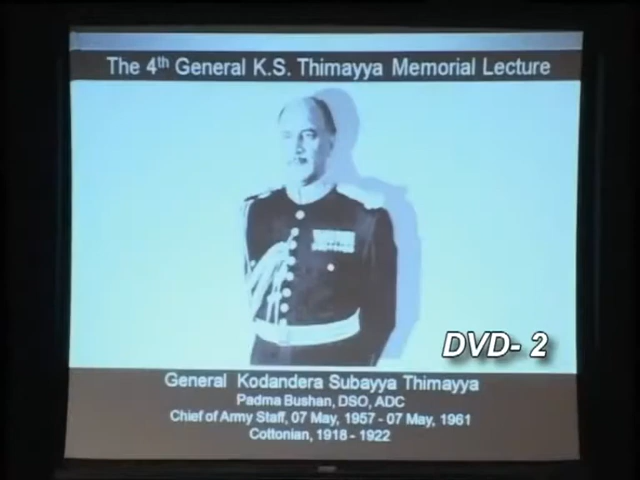 The 4th General K.S. Thimayya Memorial Lecture
DVD- 2
General Kodandera Subayya Thimayya
Padma Bushan, DSO, ADC
Chief of Army Staff, 07 May, 1957 - 07 May, 1961
Cottonian, 1918 - 1922